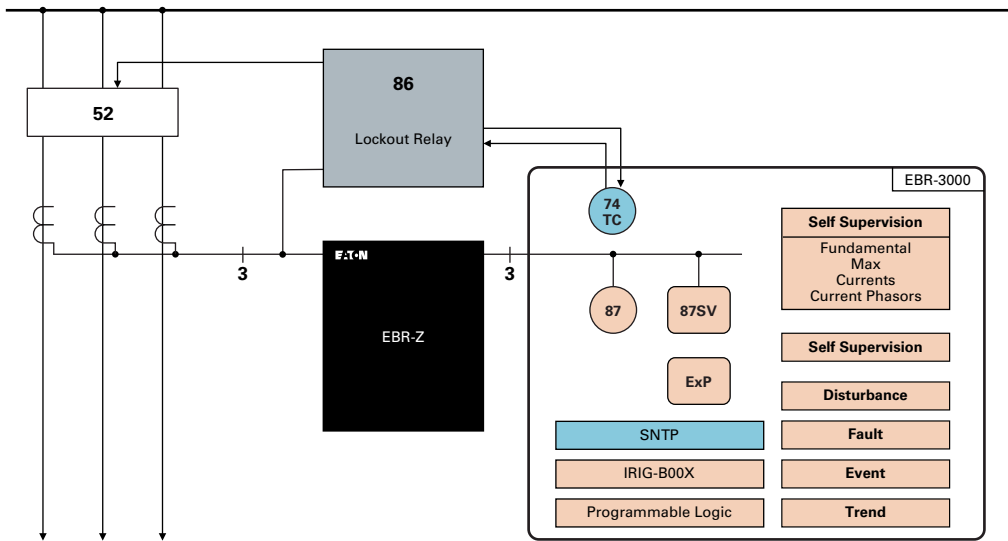 86
Lockout Relay
52
EBR-3000
74
TC
Self Supervision
Fundamental
Max
Currents
Current Phasors
3
3
EATON
EBR-Z
87
87SV
ExP
Self Supervision
Disturbance
SNTP
Fault
IRIG-B00X
Event
Programmable Logic
Trend